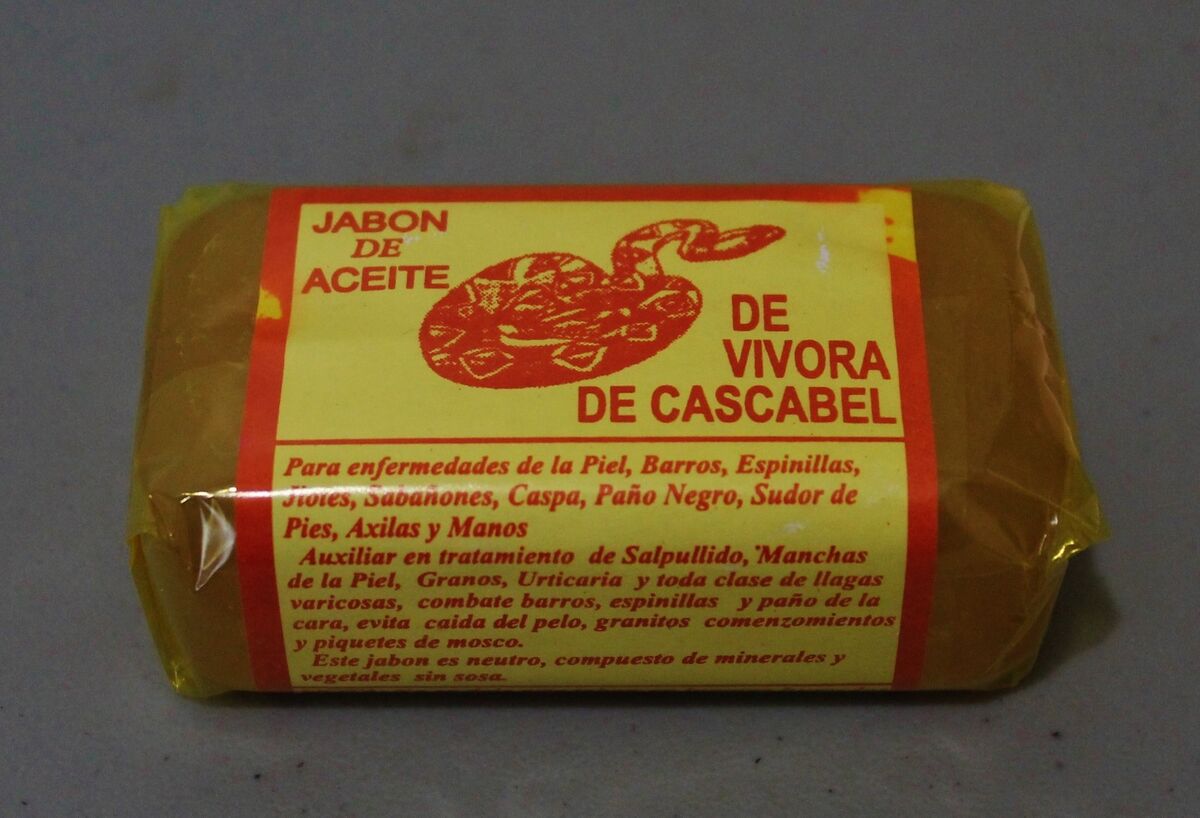 JABON
DE
ACEITE
DE
VIVORA
DE CASCABEL
Para enfermedades de la Piel, Barros, Espinillas,
Jiotes, Sabañones, Caspa, Paño Negro, Sudor de
Pies, Axilas y Manos
Auxiliar en tratamiento de Salpullido, Manchas
de la Piel, Granos, Urticaria y toda clase de llagas
varicosas, combate barros, espinillas y paño de la
cara, evita caida del pelo, granitos comenzomientos
y piquetes de mosco.
Este jabon es neutro, compuesto de minerales y
vegetales sin sosa.